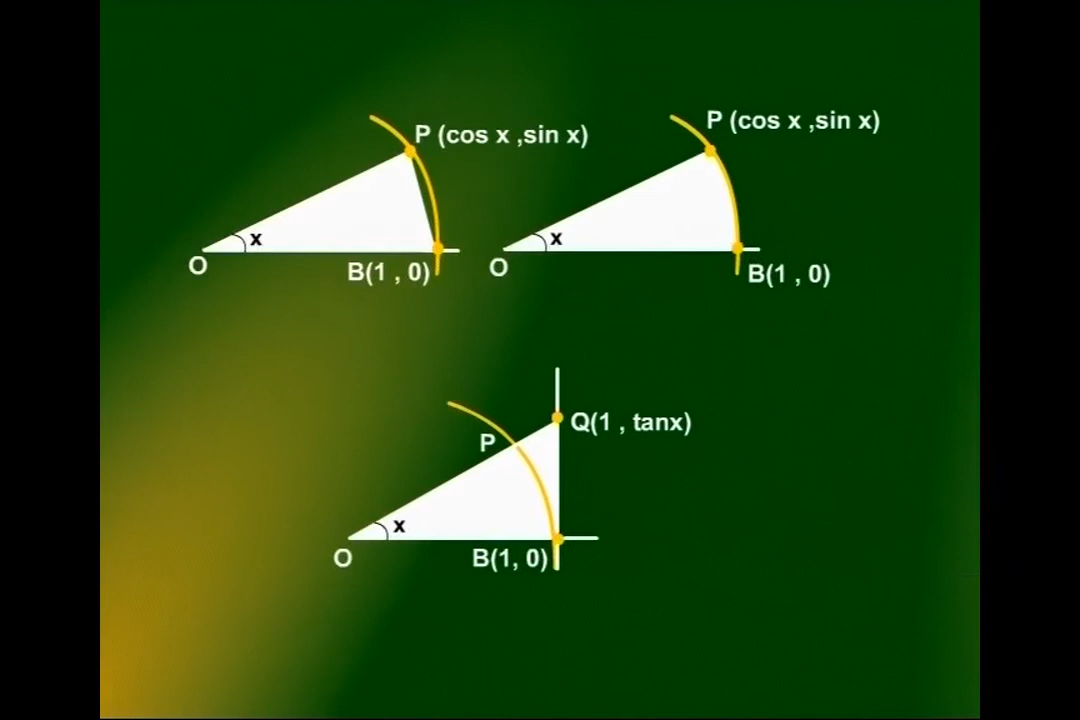 P (cos x ,sin x)
x
O
B(1 , 0)
P (cos x ,sin x)
x
O
B(1 , 0)
Q(1 , tanx)
P
x
O
B(1, 0)